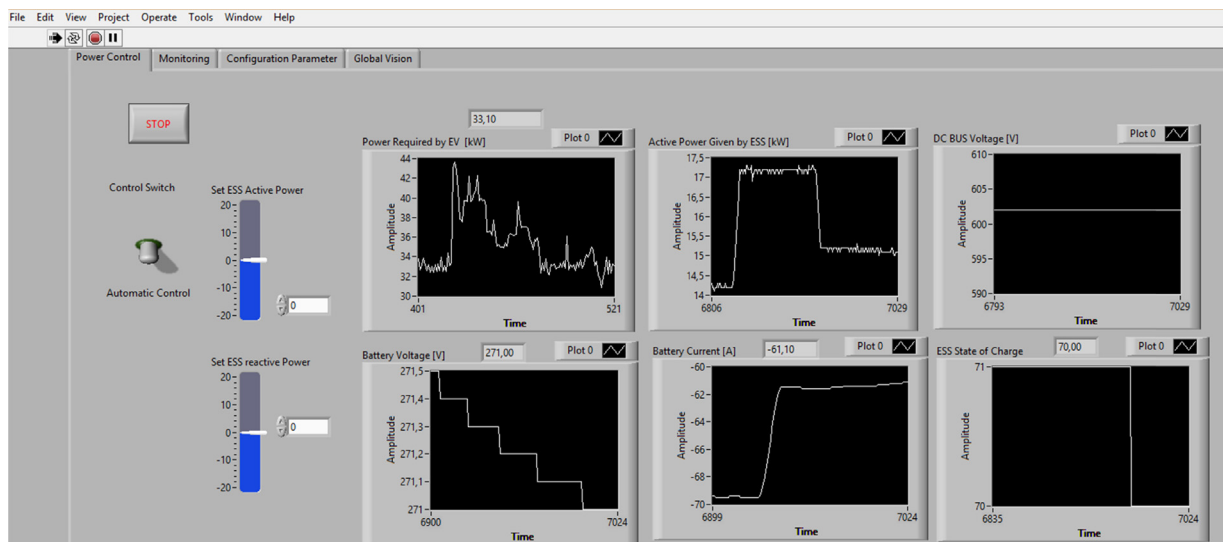 File Edit View Project Operate Tools Window Help
Power Control Monitoring Configuration Parameter Global Vision
STOP
Control Switch
Automatic Control
Set ESS Active Power
20
10
0
-10
-20
0
Set ESS reactive Power
20
10
0
-10
-20
0
33,10
Power Required by EV [kW]
Plot 0
Amplitude
44
42
40
38
36
34
32
30
401
521
Time
Active Power Given by ESS [kW]
Plot 0
Amplitude
17,5
17
16,5
16
15,5
15
14,5
14
6806
7029
Time
DC BUS Voltage [V]
Plot 0
Amplitude
610
605
600
595
590
6793
7029
Time
Battery Voltage [V]
271,00
Plot 0
Amplitude
271,5
271,4
271,3
271,2
271,1
271
6900
7024
Time
Battery Current [A]
-61,10
Plot 0
Amplitude
-60
-62
-64
-66
-68
-70
6899
7024
Time
ESS State of Charge
70,00
Plot 0
Amplitude
71
70
6835
7024
Time